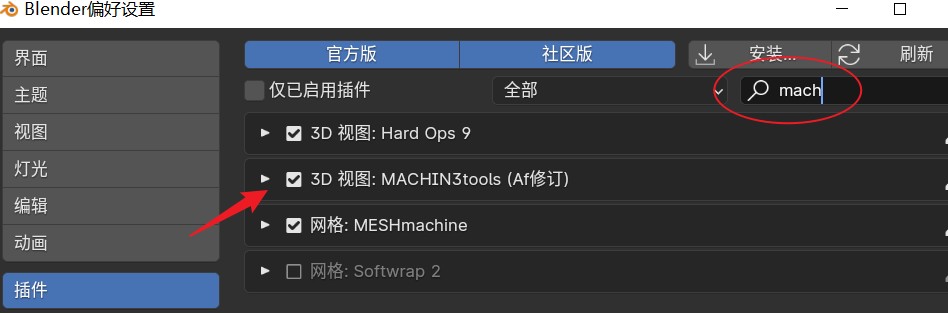 Blender偏好设置
界面
主题
视图
灯光
编辑
动画
插件
官方版 社区版 安装... 刷新
仅已启用插件 全部 mach
3D 视图: Hard Ops 9
3D 视图: MACHIN3tools (Af修订)
网格: MESHmachine
网格: Softwrap 2